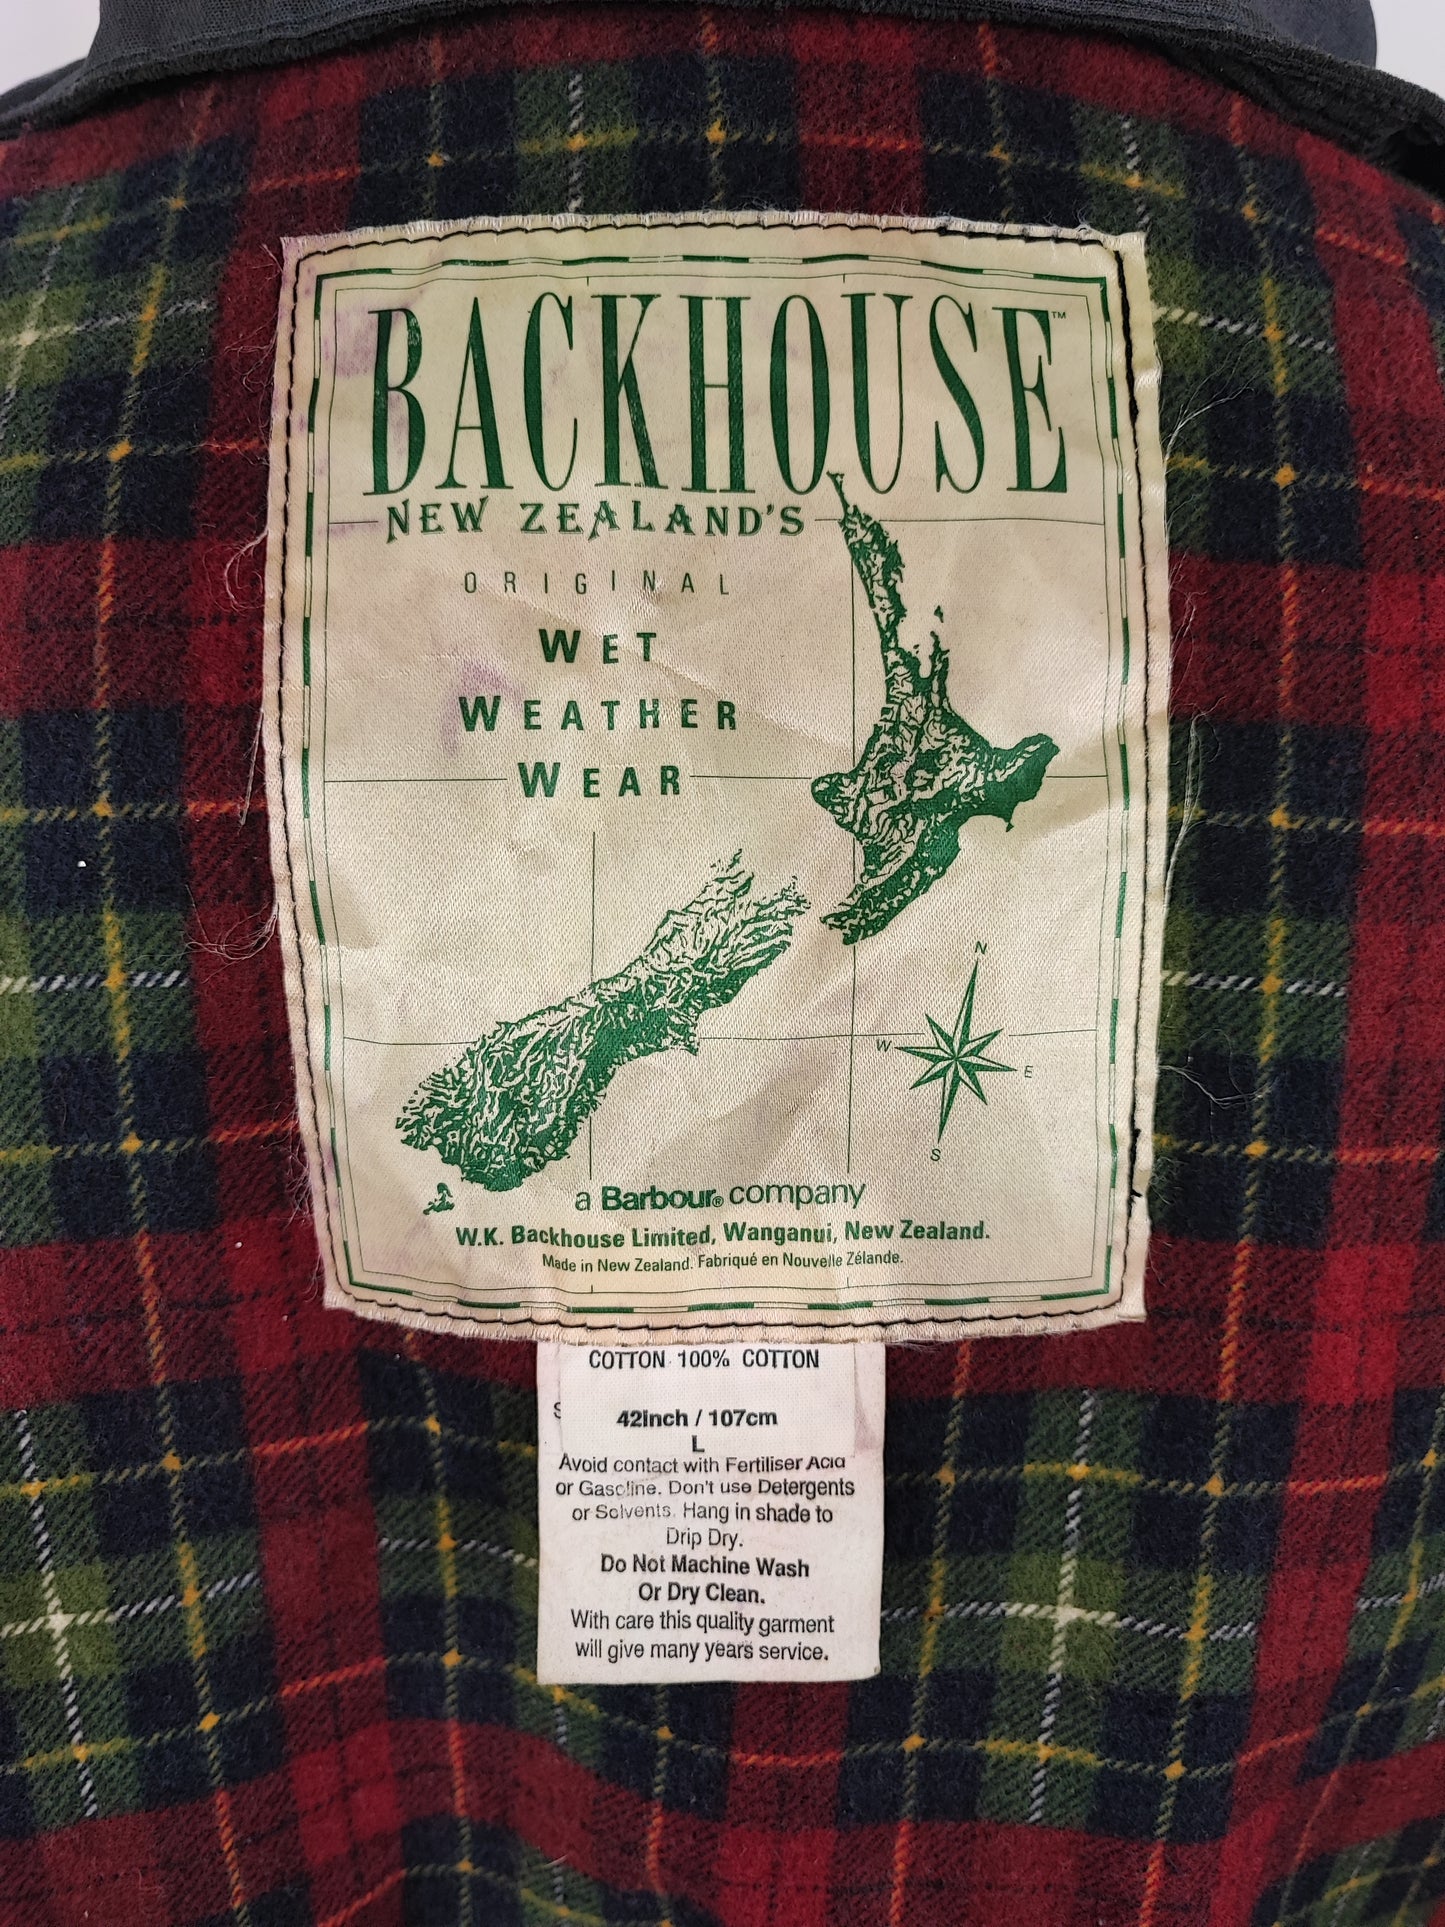 BACKHOUSE™
NEW ZEALAND'S
ORIGINAL
WET
WEATHER
WEAR
N
W
E
S
a Barbour® company
W.K. Backhouse Limited, Wanganui, New Zealand.
Made in New Zealand. Fabriqué en Nouvelle Zélande.
COTTON 100% COTTON
42inch / 107cm
L
Avoid contact with Fertiliser Acid
or Gasoline. Don't use Detergents
or Solvents. Hang in shade to
Drip Dry.
Do Not Machine Wash
Or Dry Clean.
With care this quality garment
will give many years service.